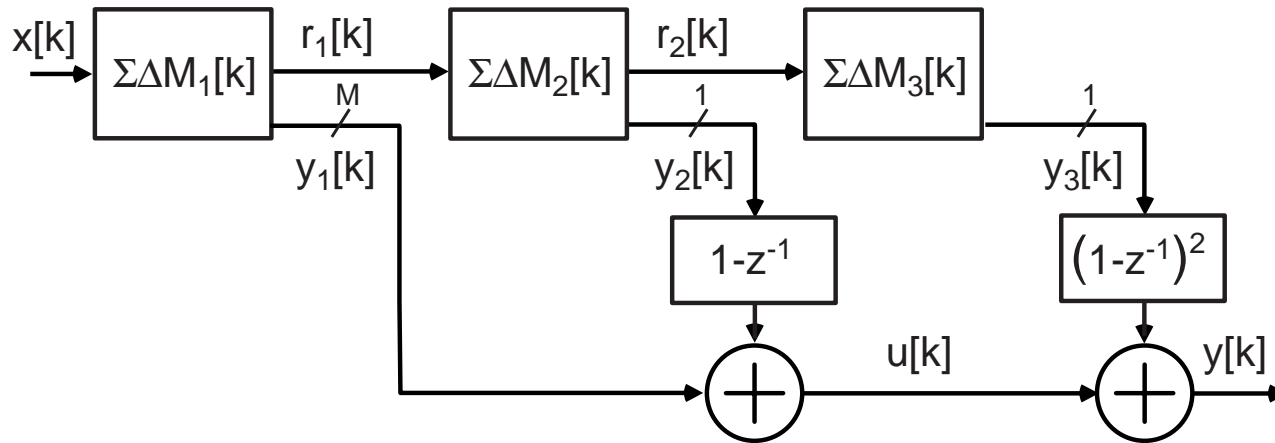 x[k]
ΣΔM₁[k]
r₁[k]
M
y₁[k]
ΣΔM₂[k]
r₂[k]
1
y₂[k]
ΣΔM₃[k]
1
y₃[k]
1-z⁻¹
(1-z⁻¹)²
u[k]
y[k]